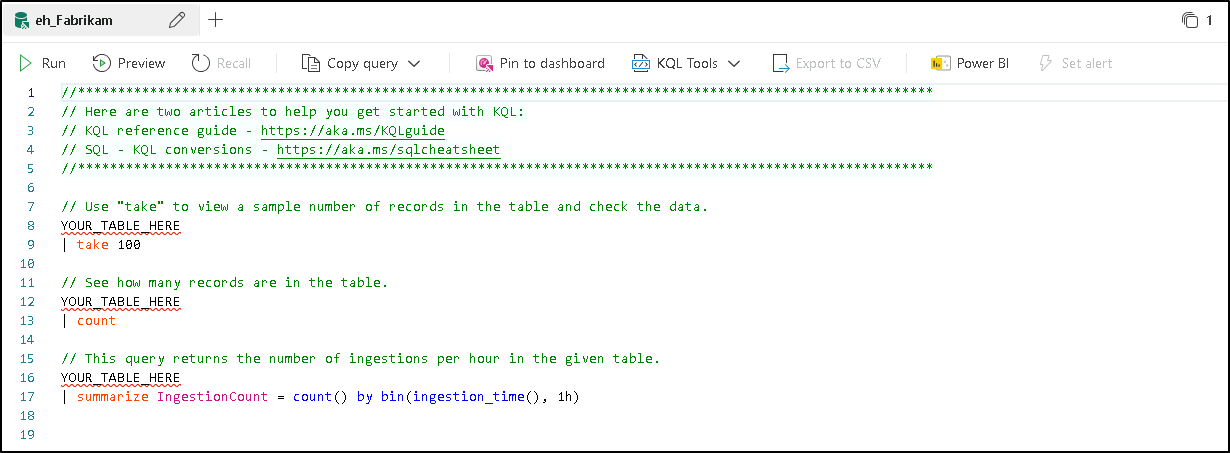 eh_Fabrikam
1
Run Preview Recall Copy query Pin to dashboard KQL Tools Export to CSV Power BI Set alert
1 //***********************************************************************************************************
2 // Here are two articles to help you get started with KQL:
3 // KQL reference guide - https://aka.ms/KQLguide
4 // SQL - KQL conversions - https://aka.ms/sqlcheatsheet
5 //***********************************************************************************************************
6
7 // Use "take" to view a sample number of records in the table and check the data.
8 YOUR_TABLE_HERE
9 | take 100
10
11 // See how many records are in the table.
12 YOUR_TABLE_HERE
13 | count
14
15 // This query returns the number of ingestions per hour in the given table.
16 YOUR_TABLE_HERE
17 | summarize IngestionCount = count() by bin(ingestion_time(), 1h)
18
19